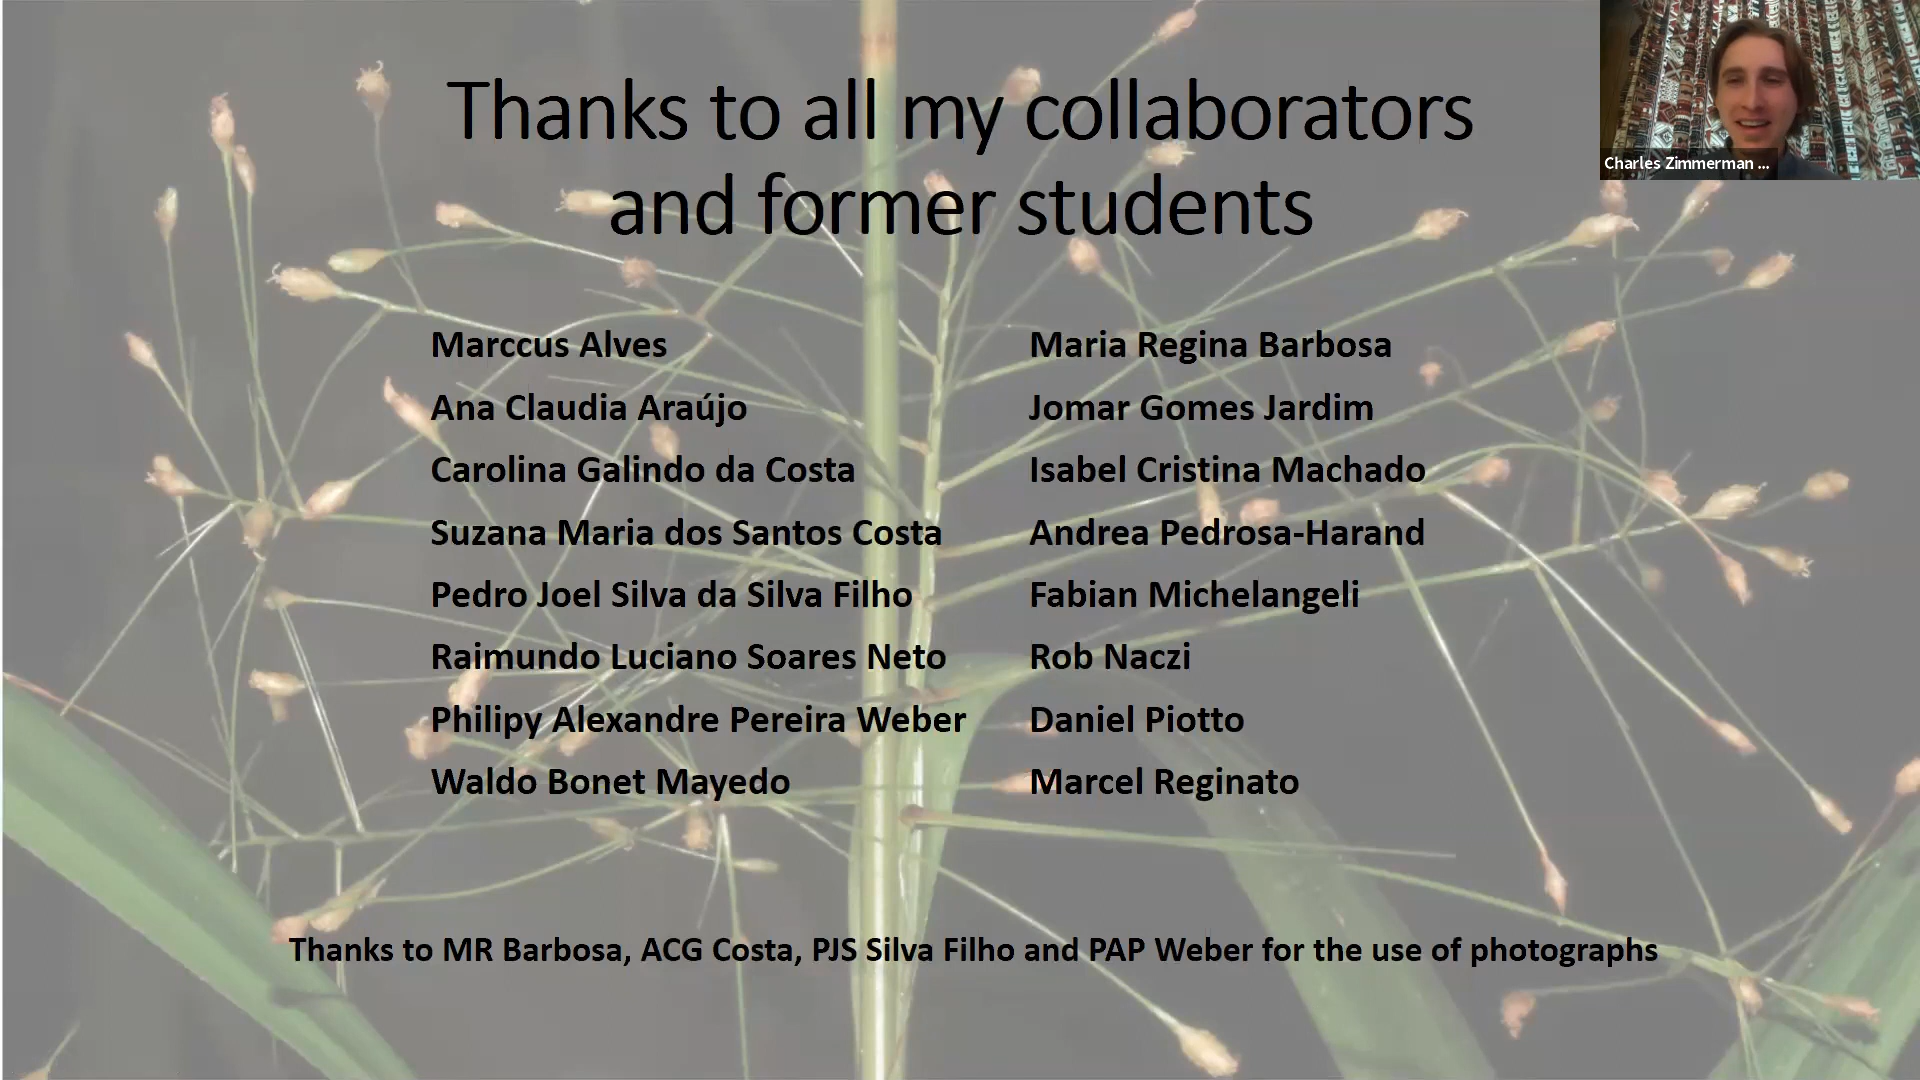 Thanks to all my collaborators
and former students
Charles Zimmerman ...
Marccus Alves
Ana Claudia Araújo
Carolina Galindo da Costa
Suzana Maria dos Santos Costa
Pedro Joel Silva da Silva Filho
Raimundo Luciano Soares Neto
Philipy Alexandre Pereira Weber
Waldo Bonet Mayedo
Maria Regina Barbosa
Jomar Gomes Jardim
Isabel Cristina Machado
Andrea Pedrosa-Harand
Fabian Michelangeli
Rob Naczi
Daniel Piotto
Marcel Reginato
Thanks to MR Barbosa, ACG Costa, PJS Silva Filho and PAP Weber for the use of photographs